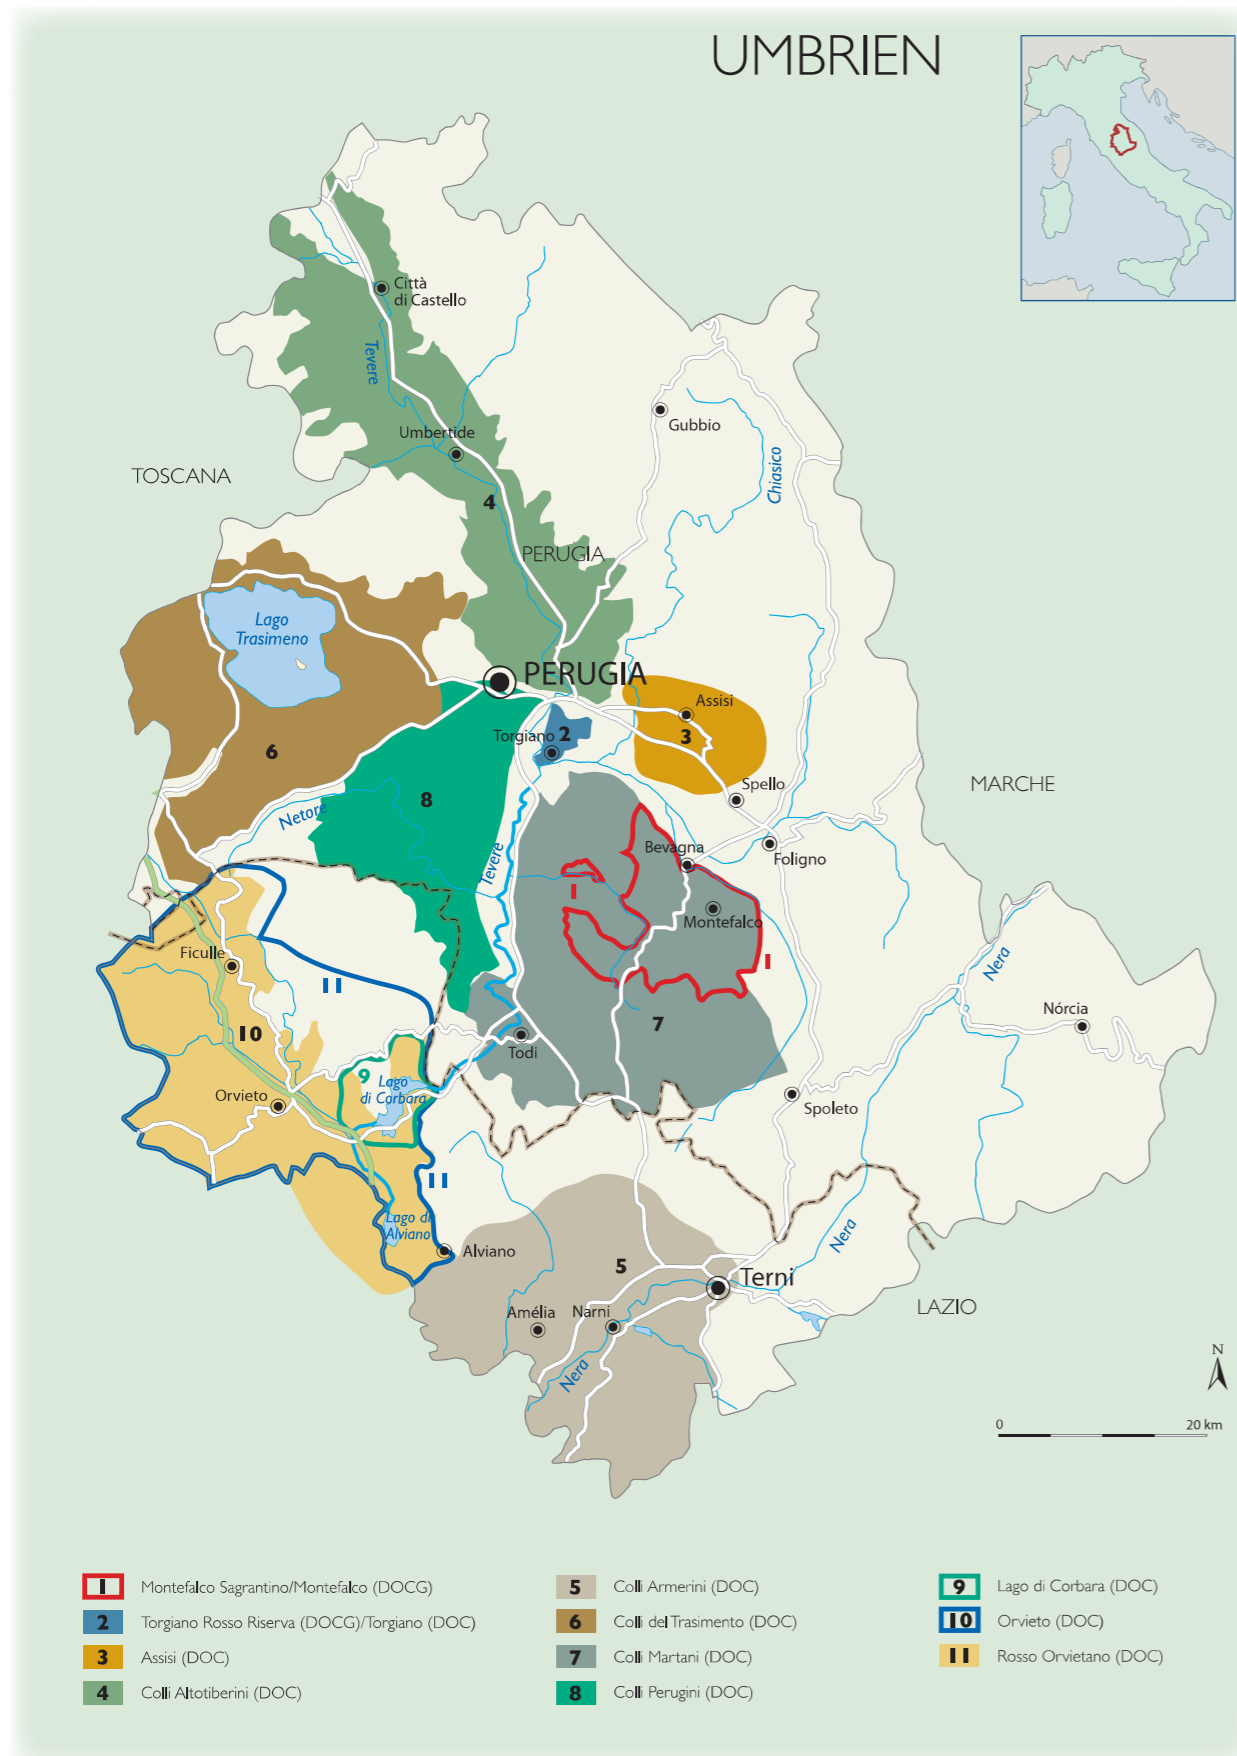 UMBRIEN
Città
di Castello
Tevere
Umbertide
Gubbio
Chiasico
TOSCANA
4
PERUGIA
Lago
Trasimeno
PERUGIA
Assisi
Torgiano
2
3
6
Spello
MARCHE
8
Netore
Bevagna
Foligno
Tevere
I
Montefalco
Ficulle
I
Nera
II
Nórcia
7
10
Todi
9
Lago
di Corbara
Orvieto
Spoleto
II
Lago di
Alviano
Nera
Alviano
5
Terni
LAZIO
Amélia
Narni
Nera
N
0
20 km
1 Montefalco Sagrantino/Montefalco (DOCG)
2 Torgiano Rosso Riserva (DOCG)/Torgiano (DOC)
3 Assisi (DOC)
4 Colli Altotiberini (DOC)
5 Colli Armerini (DOC)
6 Colli del Trasimento (DOC)
7 Colli Martani (DOC)
8 Colli Perugini (DOC)
9 Lago di Corbara (DOC)
10 Orvieto (DOC)
11 Rosso Orvietano (DOC)